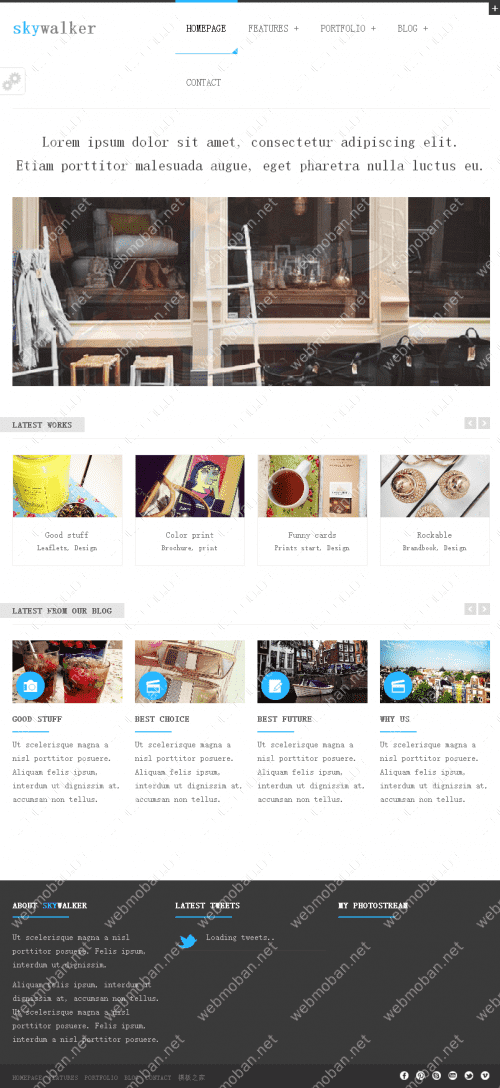 skywalker
HOMEPAGE FEATURES + PORTFOLIO + BLOG +
CONTACT
Lorem ipsum dolor sit amet, consectetur adipiscing elit.
Etiam porttitor malesuada augue, eget pharetra nulla luctus eu.
LATEST WORKS
Good stuff
Leaflets, Design
Color print
Brochure, print
Funny cards
Prints start, Design
Rockable
Brandbook, Design
LATEST FROM OUR BLOG
GOOD STUFF
Ut scelerisque magna a
nisl porttitor posuere.
Aliquam felis ipsum,
interdum ut dignissim at,
accumsan non tellus.
BEST CHOICE
Ut scelerisque magna a
nisl porttitor posuere.
Aliquam felis ipsum,
interdum ut dignissim at,
accumsan non tellus.
BEST FUTURE
Ut scelerisque magna a
nisl porttitor posuere.
Aliquam felis ipsum,
interdum ut dignissim at,
accumsan non tellus.
WHY US
Ut scelerisque magna a
nisl porttitor posuere.
Aliquam felis ipsum,
interdum ut dignissim at,
accumsan non tellus.
ABOUT SKYWALKER
Ut scelerisque magna a nisl
porttitor posuere. Felis ipsum,
interdum ut dignissim.
Aliquam felis ipsum, interdum ut
dignissim at, accumsan non tellus.
Ut scelerisque magna a nisl
porttitor posuere. Felis ipsum,
interdum a nisl porttitor posuere.
LATEST TWEETS
Loading tweets..
MY PHOTOSTREAM
HOMEPAGE FEATURES PORTFOLIO BLOG CONTACT 模板之家
webmoban.net